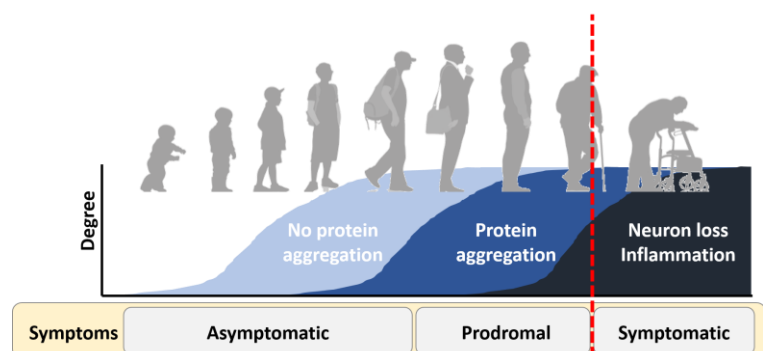 Degree
No protein
aggregation
Protein
aggregation
Neuron loss
Inflammation
Symptoms
Asymptomatic
Prodromal
Symptomatic